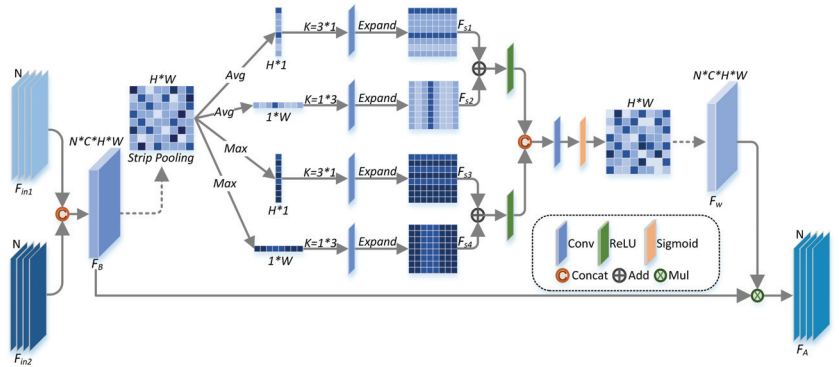 N
F_in1
N
F_in2
C
N*C*H*W
F_B
H*W
Strip Pooling
Avg
Avg
Max
Max
H*1
K=3*1
Expand
F_s1
1*W
K=1*3
Expand
F_s2
H*1
K=3*1
Expand
F_s3
1*W
K=1*3
Expand
F_s4
C
H*W
N*C*H*W
F_w
Conv
ReLU
Sigmoid
C Concat
Add
Mul
N
F_A